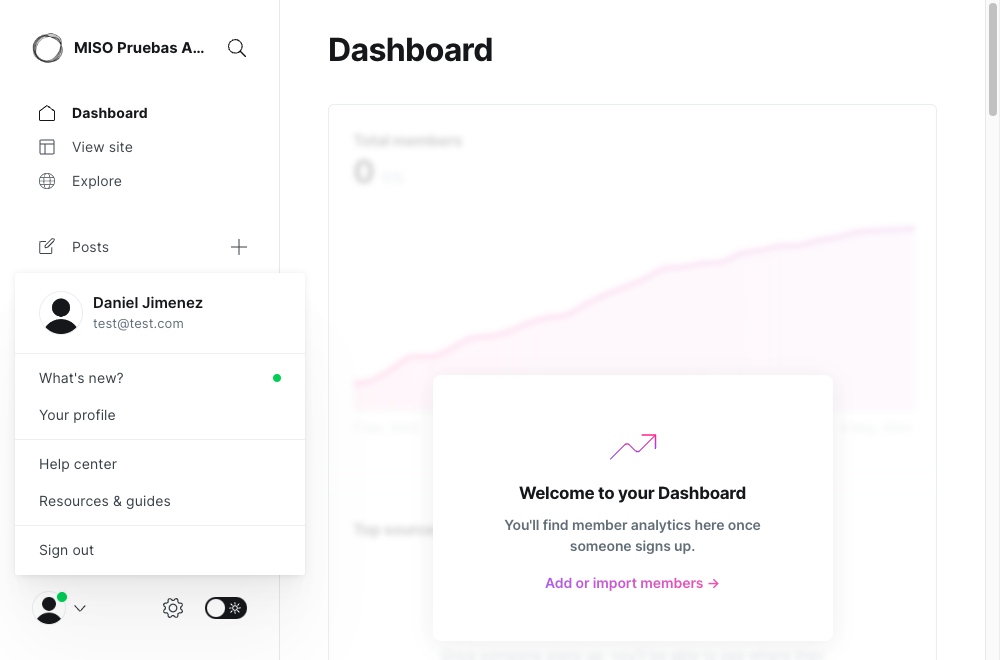 MISO Pruebas A...
Dashboard
View site
Explore
Posts
Daniel Jimenez
test@test.com
What's new?
Your profile
Help center
Resources & guides
Sign out
Dashboard
Total members
0
Welcome to your Dashboard
You'll find member analytics here once
someone signs up.
Add or import members →